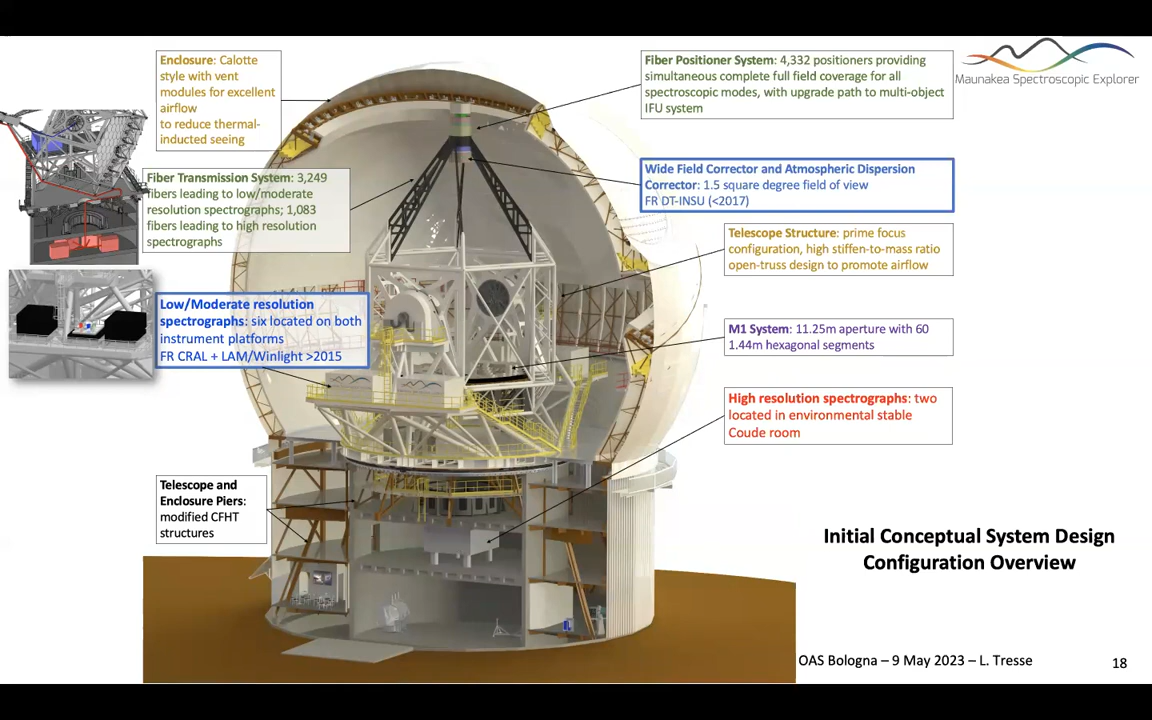 Enclosure: Calotte
style with vent
modules for excellent
airflow
to reduce thermal-
inducted seeing
Fiber Positioner System: 4,332 positioners providing
simultaneous complete full field coverage for all
spectroscopic modes, with upgrade path to multi-object
IFU system
Maunakea Spectroscopic Explorer
Fiber Transmission System: 3,249
fibers leading to low/moderate
resolution spectrographs; 1,083
fibers leading to high resolution
spectrographs
Wide Field Corrector and Atmospheric Dispersion
Corrector: 1.5 square degree field of view
FR DT-INSU (<2017)
Telescope Structure: prime focus
configuration, high stiffen-to-mass ratio
open-truss design to promote airflow
Low/Moderate resolution
spectrographs: six located on both
instrument platforms
FR CRAL + LAM/Winlight >2015
M1 System: 11.25m aperture with 60
1.44m hexagonal segments
High resolution spectrographs: two
located in environmental stable
Coude room
Telescope and
Enclosure Piers:
modified CFHT
structures
Initial Conceptual System Design
Configuration Overview
OAS Bologna – 9 May 2023 – L. Tresse
18